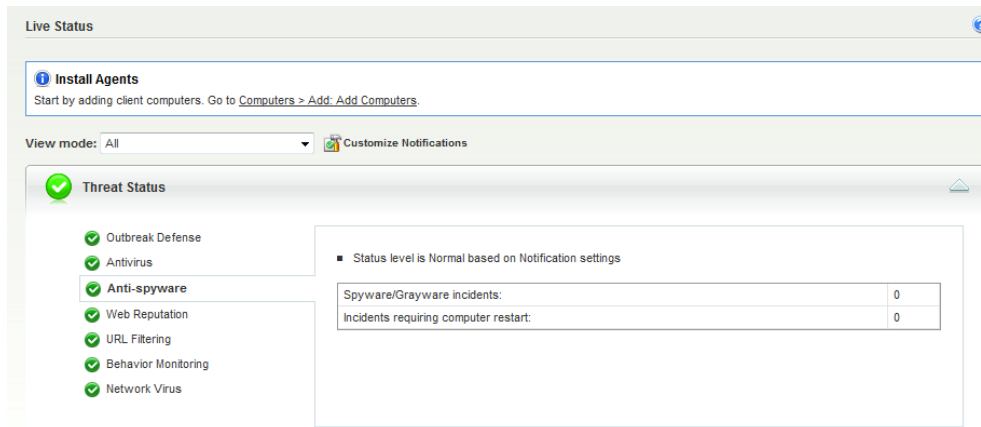 Live Status
Install Agents
Start by adding client computers. Go to Computers > Add: Add Computers.
View mode: All Customize Notifications
Threat Status
Outbreak Defense
Antivirus
Anti-spyware
Web Reputation
URL Filtering
Behavior Monitoring
Network Virus
Status level is Normal based on Notification settings
Spyware/Grayware incidents: 0
Incidents requiring computer restart: 0